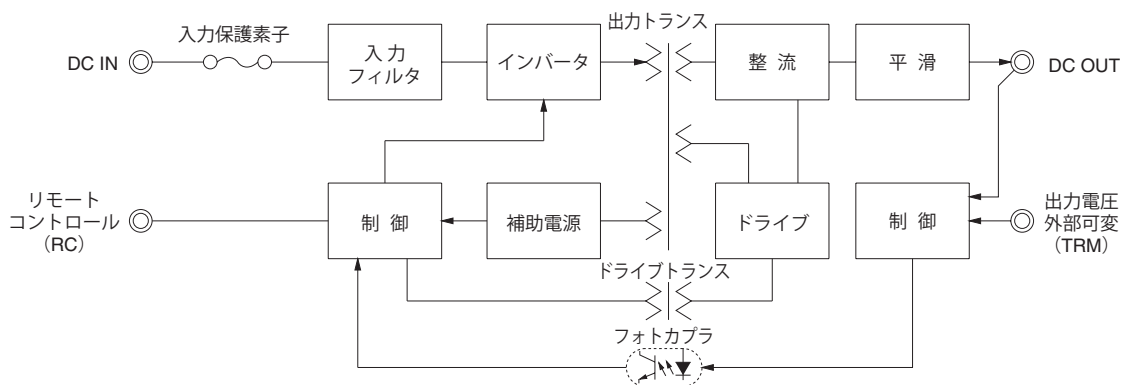 入力保護素子
DC IN
入力
フィルタ
インバータ
出力トランス
整 流
平 滑
DC OUT
リモート
コントロール
（RC）
制 御
補助電源
ドライブ
制 御
出力電圧
外部可変
（TRM）
ドライブトランス
フォトカプラ